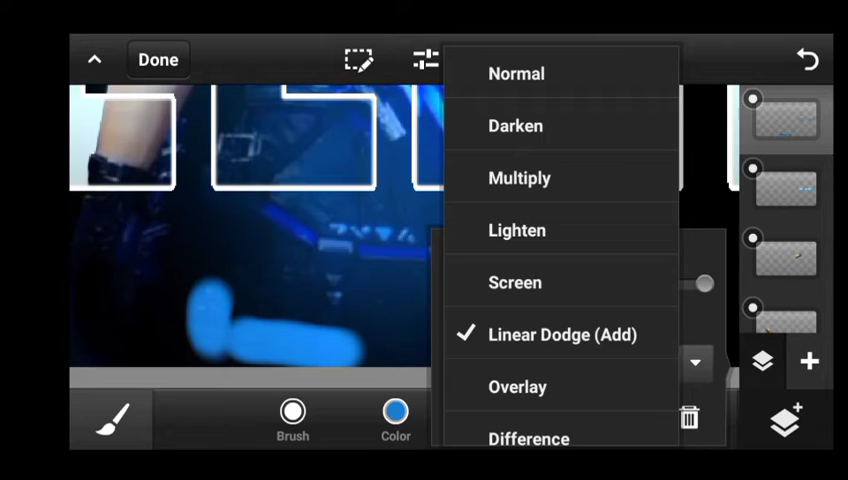 Done
Normal
Darken
Multiply
Lighten
Screen
Linear Dodge (Add)
Overlay
Difference
Brush
Color